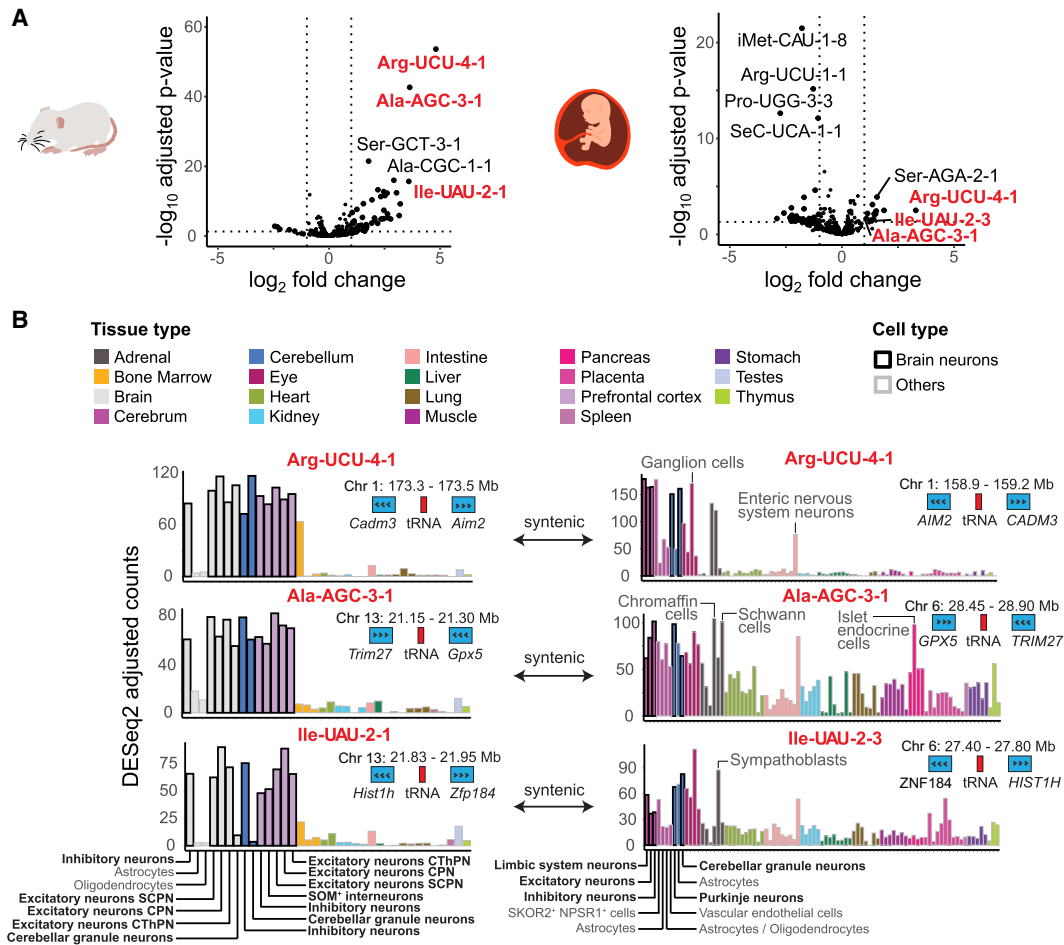 A
-log10 adjusted p-value
60
40
20
0
-5
0
5
log2 fold change
Arg-UCU-4-1
Ala-AGC-3-1
Ser-GCT-3-1
Ala-CGC-1-1
Ile-UAU-2-1
-log10 adjusted p-value
20
10
0
-5
0
5
log2 fold change
iMet-CAU-1-8
Arg-UCU-1-1
Pro-UGG-3-3
SeC-UCA-1-1
Ser-AGA-2-1
Arg-UCU-4-1
Ile-UAU-2-3
Ala-AGC-3-1
B
Tissue type
Adrenal
Bone Marrow
Brain
Cerebrum
Cerebellum
Eye
Heart
Kidney
Intestine
Liver
Lung
Muscle
Pancreas
Placenta
Prefrontal cortex
Spleen
Stomach
Testes
Thymus
Cell type
Brain neurons
Others
DESeq2 adjusted counts
Arg-UCU-4-1
120
60
0
Chr 1: 173.3 - 173.5 Mb
Cadm3 tRNA Aim2
syntenic
Arg-UCU-4-1
150
100
50
0
Ganglion cells
Enteric nervous
system neurons
Chr 1: 158.9 - 159.2 Mb
AIM2 tRNA CADM3
Ala-AGC-3-1
80
40
0
Chr 13: 21.15 - 21.30 Mb
Trim27 tRNA Gpx5
syntenic
Ala-AGC-3-1
100
50
0
Chromaffin
cells
Schwann
cells
Islet
endocrine
cells
Chr 6: 28.45 - 28.90 Mb
GPX5 tRNA TRIM27
Ile-UAU-2-1
75
50
25
0
Chr 13: 21.83 - 21.95 Mb
Hist1h tRNA Zfp184
syntenic
Ile-UAU-2-3
90
60
30
0
Sympathoblasts
Chr 6: 27.40 - 27.80 Mb
ZNF184 tRNA HIST1H
Inhibitory neurons
Astrocytes
Oligodendrocytes
Excitatory neurons SCPN
Excitatory neurons CPN
Excitatory neurons CThPN
Cerebellar granule neurons
Excitatory neurons CThPN
Excitatory neurons CPN
Excitatory neurons SCPN
SOM+ interneurons
Inhibitory neurons
Cerebellar granule neurons
Inhibitory neurons
Limbic system neurons
Excitatory neurons
Inhibitory neurons
SKOR2+ NPSR1+ cells
Astrocytes
Cerebellar granule neurons
Astrocytes
Purkinje neurons
Vascular endothelial cells
Astrocytes / Oligodendrocytes